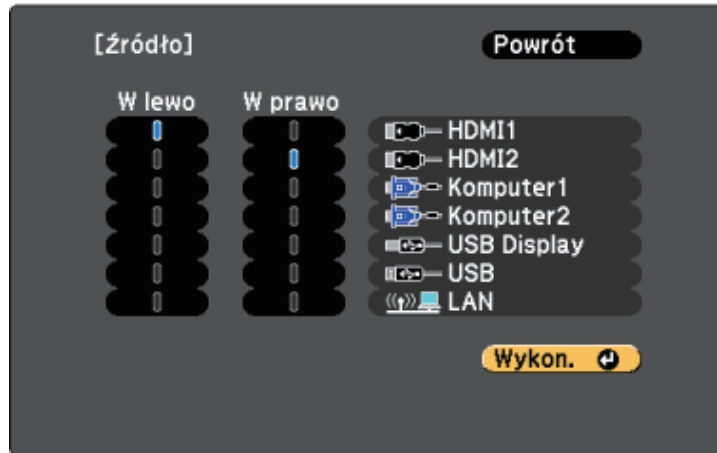 [Źródło] Powrót
W lewo W prawo
HDMI1
HDMI2
Komputer1
Komputer2
USB Display
USB
LAN
Wykon.